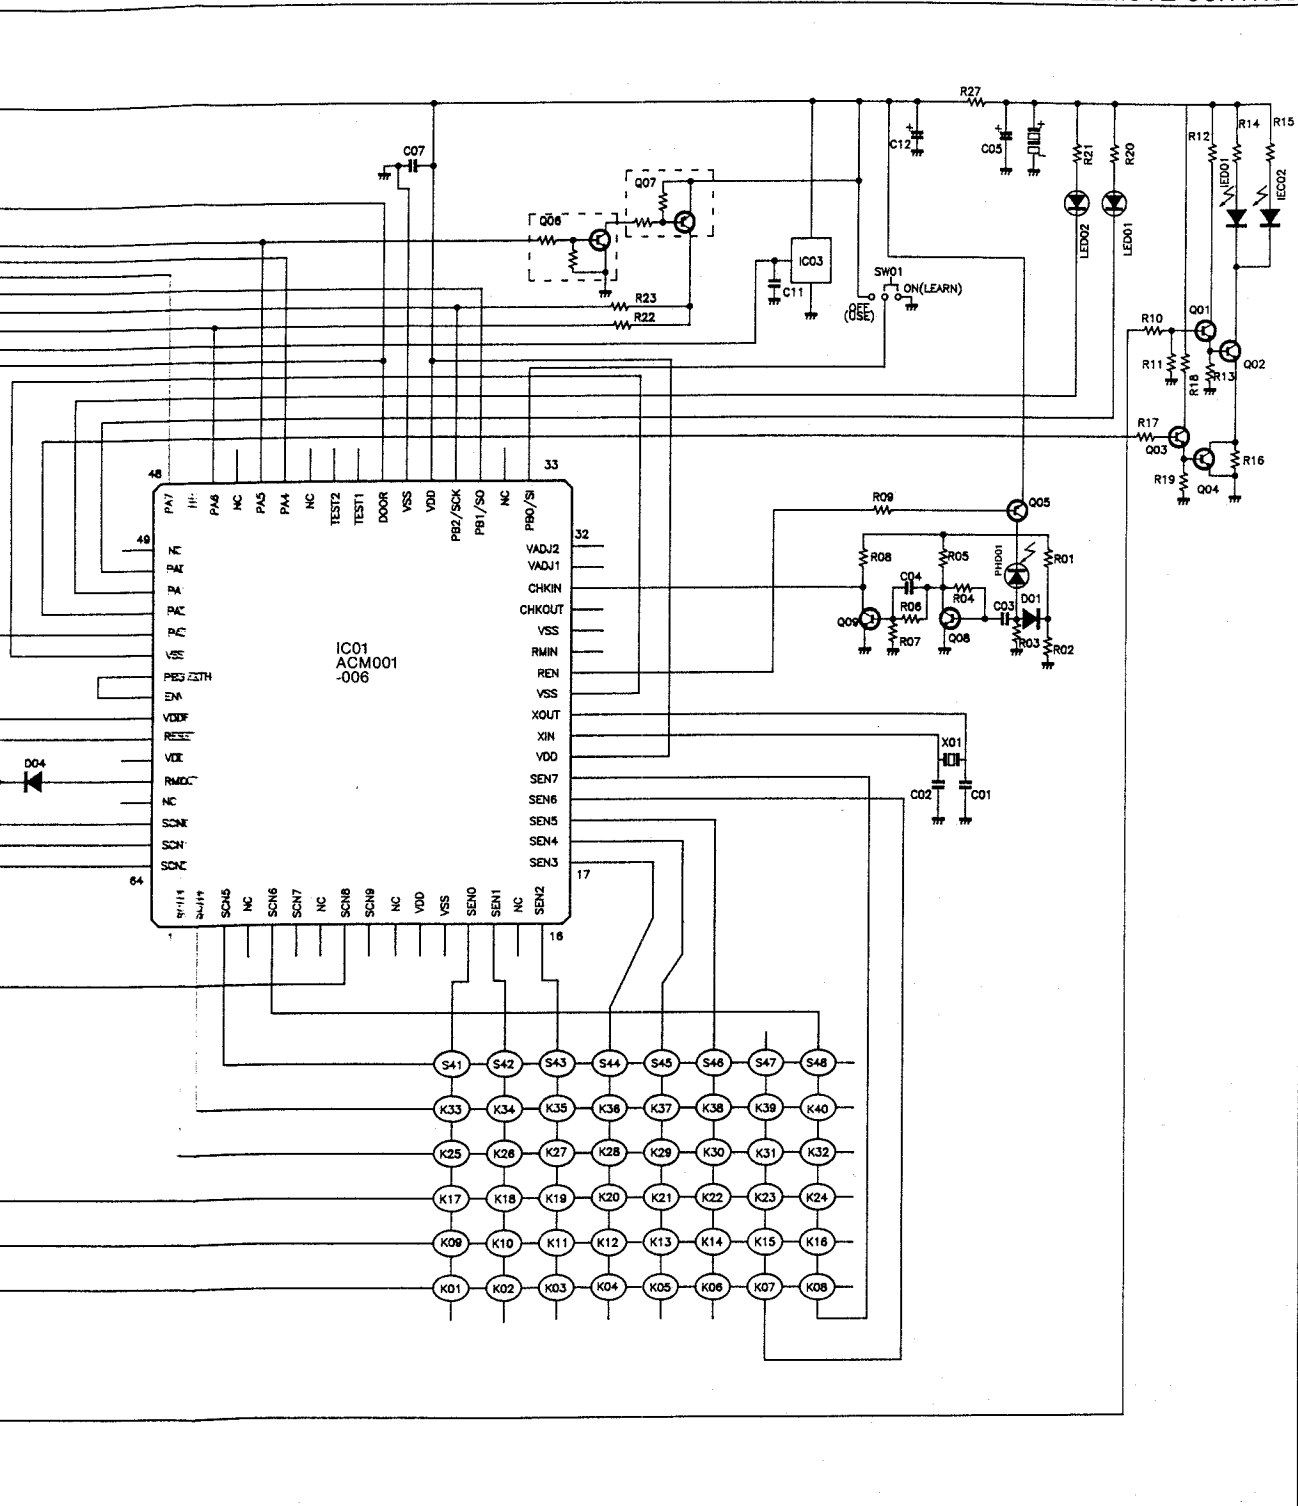 R27
C07
C12
C05
R21
R20
R12
R14
R15
IED01
IEC02
Q07
Q06
LED02
LED01
IC03
SW01
ON(LEARN)
C11
OFF
(USE)
R23
R22
R10
Q01
R11
R18
R13
Q02
R17
Q03
R19
Q04
R16
48
33
PA7
PA6
NC
PA5
PA4
NC
TEST2
TEST1
DOOR
VSS
VDD
PB2/SCK
PB1/SO
NC
PB0/SI
R09
Q05
49
32
NC
VADJ2
VADJ1
CHKIN
CHKOUT
VSS
RMIN
REN
VSS
XOUT
XIN
VDD
SEN7
SEN6
SEN5
SEN4
SEN3
VSS
NC
R08
R05
PHD01
R01
C04
R04
R06
C03
D01
Q09
R07
Q08
R03
R02
IC01
ACM001
-006
D04
X01
C02
C01
64
17
SCN5
NC
SCN6
SCN7
NC
SCN8
SCN9
NC
VDD
VSS
SEN0
SEN1
NC
SEN2
1
16
S41 S42 S43 S44 S45 S46 S47 S48
K33 K34 K35 K36 K37 K38 K39 K40
K25 K26 K27 K28 K29 K30 K31 K32
K17 K18 K19 K20 K21 K22 K23 K24
K09 K10 K11 K12 K13 K14 K15 K16
K01 K02 K03 K04 K05 K06 K07 K08